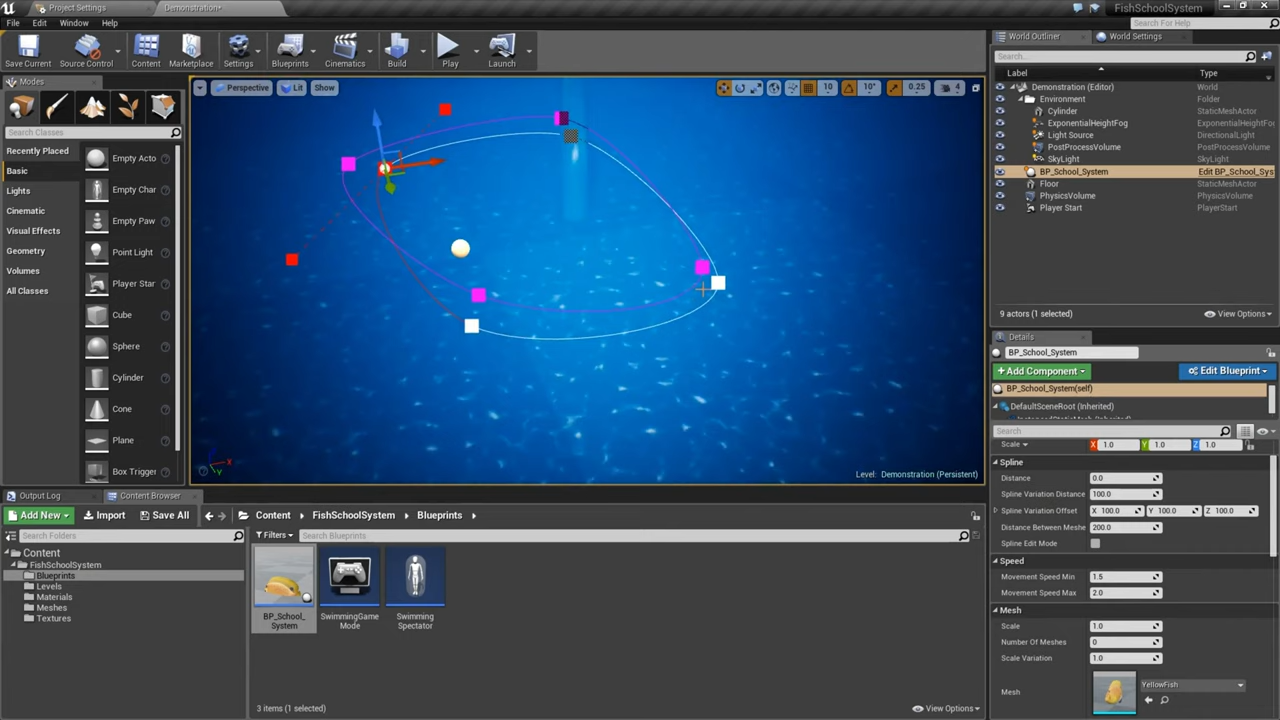 Project Settings
Demonstration*
FishSchoolSystem
File Edit Window Help
Search For Help
Save Current
Source Control
Content
Marketplace
Settings
Blueprints
Cinematics
Build
Play
Launch
World Outliner
World Settings
Search...
Label
Type
Demonstration (Editor) World
Environment Folder
Cylinder StaticMeshActor
ExponentialHeightFog ExponentialHeightF
Light Source DirectionalLight
PostProcessVolume PostProcessVolume
SkyLight SkyLight
BP_School_System Edit BP_School_Sys
Floor StaticMeshActor
PhysicsVolume PhysicsVolume
Player Start PlayerStart
9 actors (1 selected)
View Options
Modes
Search Classes
Recently Placed
Basic
Lights
Cinematic
Visual Effects
Geometry
Volumes
All Classes
Empty Acto
Empty Char
Empty Paw
Point Light
Player Star
Cube
Sphere
Cylinder
Cone
Plane
Box Trigger
Perspective
Lit
Show
10
10°
0.25
4
X
Y
Level: Demonstration (Persistent)
Details
BP_School_System
+Add Component
Edit Blueprint
BP_School_System(self)
DefaultSceneRoot (Inherited)
Search
Scale X 1.0 Y 1.0 Z 1.0
Spline
Distance 0.0
Spline Variation Distance 100.0
Spline Variation Offset X 100.0 Y 100.0 Z 100.0
Distance Between Meshe 200.0
Spline Edit Mode
Speed
Movement Speed Min 1.5
Movement Speed Max 2.0
Mesh
Scale 1.0
Number Of Meshes 0
Scale Variation 1.0
Mesh YellowFish
Output Log
Content Browser
Add New
Import
Save All
Content
FishSchoolSystem
Blueprints
Search Folders
Filters
Search Blueprints
Content
FishSchoolSystem
Blueprints
Levels
Materials
Meshes
Textures
BP_School_
System
SwimmingGame
Mode
Swimming
Spectator
3 items (1 selected)
View Options